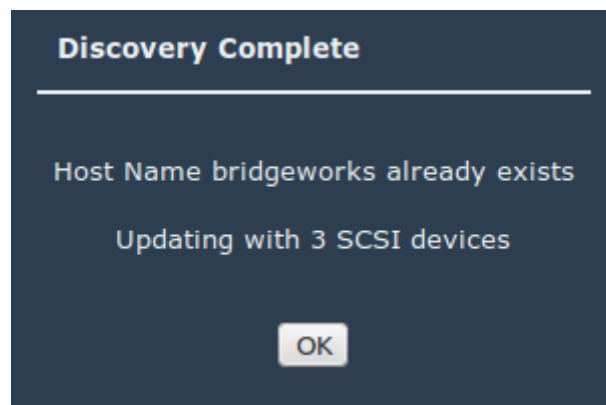 Discovery Complete
Host Name bridgeworks already exists
Updating with 3 SCSI devices
OK